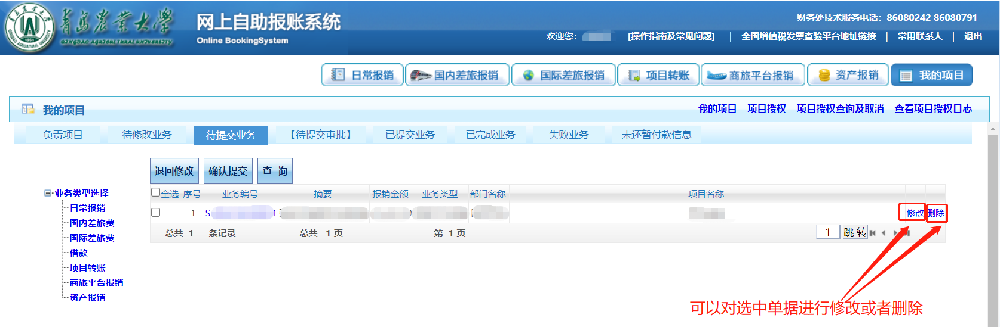 青岛农业大学
QINGDAO AGRICULTURAL UNIVERSITY
网上自助报账系统
Online BookingSystem
财务处技术服务电话：86080242 86080791
欢迎您： [操作指南及常见问题] | 全国增值税发票查验平台地址链接 | 常用联系人 | 退出
日常报销 国内差旅报销 国际差旅报销 项目转账 商旅平台报销 资产报销 我的项目
我的项目 我的项目 项目授权 项目授权查询及取消 查看项目授权日志
负责项目 待修改业务 待提交业务 【待提交审批】 已提交业务 已完成业务 失败业务 未还暂付款信息
退回修改 确认提交 查 询
业务类型选择
日常报销
国内差旅费
国际差旅费
借款
项目转账
商旅平台报销
资产报销
全选 序号 业务编号 摘要 报销金额 业务类型 部门名称 项目名称
1 S 1 0 修改 删除
总共 1 条记录 总共 1 页 第 1 页 1 跳 转
可以对选中单据进行修改或者删除